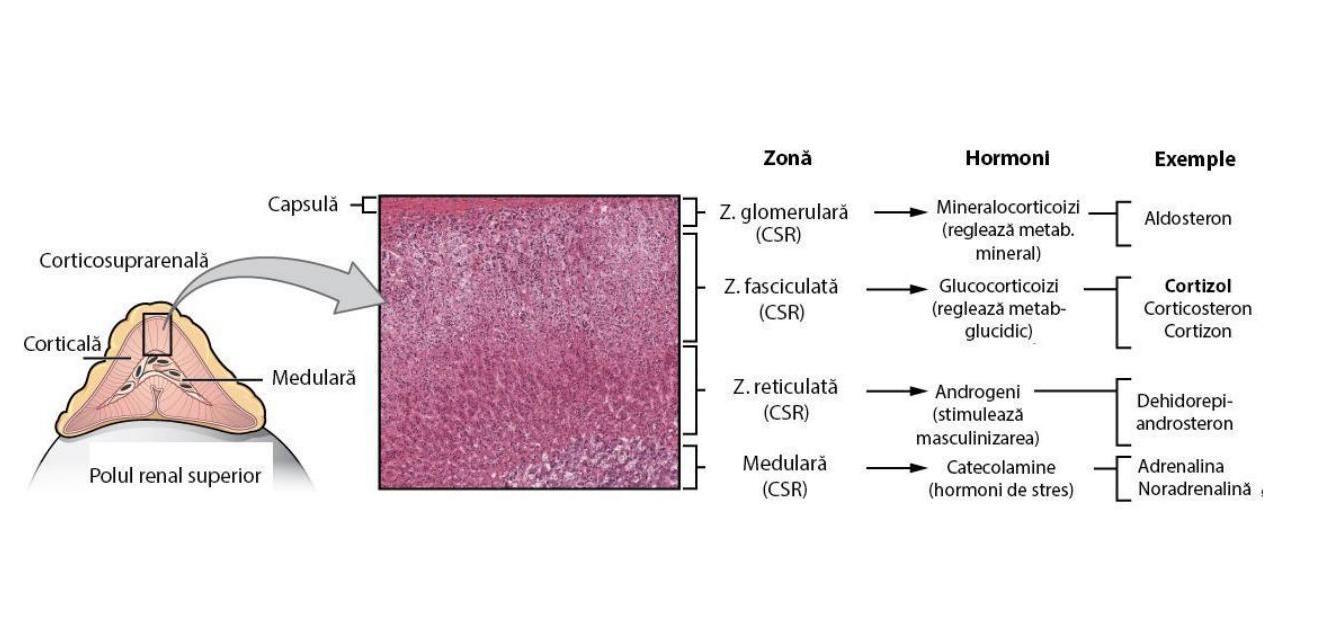 Zonă
Hormoni
Exemple
Capsulă
Z. glomerulară
(CSR)
Mineralocorticoizi
(reglează metab.
mineral)
Aldosteron
Corticosuprarenală
Z. fasciculată
(CSR)
Glucocorticoizi
(reglează metab-
glucidic)
Cortizol
Corticosteron
Cortizon
Corticală
Medulară
Z. reticulată
(CSR)
Androgeni
(stimulează
masculinizarea)
Dehidorepi-
androsteron
Polul renal superior
Medulară
(CSR)
Catecolamine
(hormoni de stres)
Adrenalina
Noradrenalină